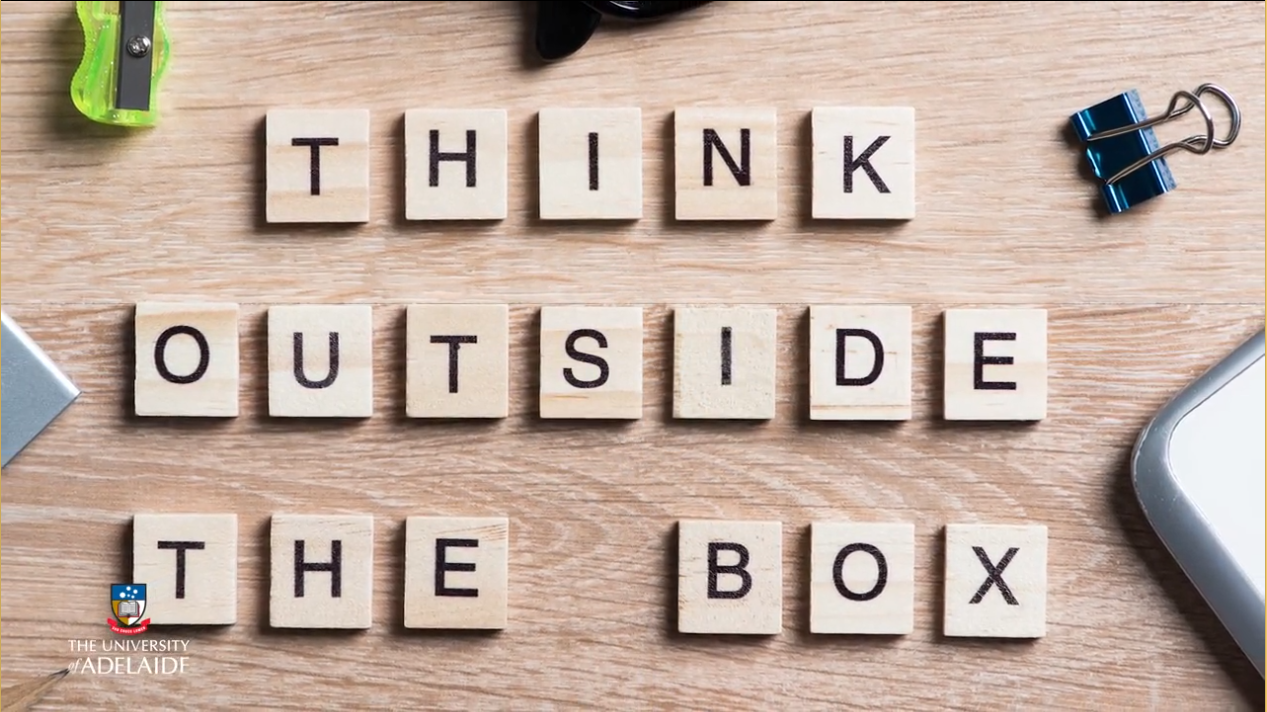 THINK
OUTSIDE
THE BOX
THE UNIVERSITY
of ADELAIDE